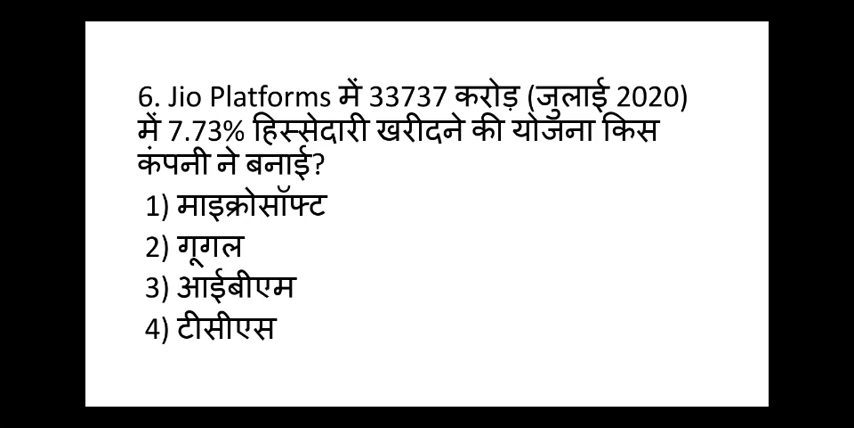 6. Jio Platforms में 33737 करोड़ (जुलाई 2020)
में 7.73% हिस्सेदारी खरीदने की योजना किस
कंपनी ने बनाई?
1) माइक्रोसॉफ्ट
2) गूगल
3) आईबीएम
4) टीसीएस